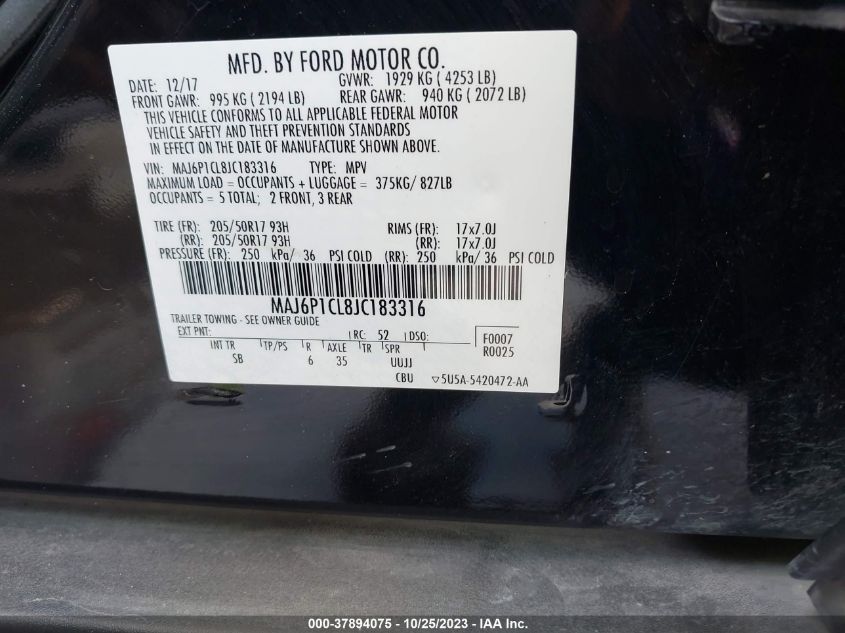 MFD. BY FORD MOTOR CO.
DATE: 12/17 GVWR: 1929 KG ( 4253 LB)
FRONT GAWR: 995 KG ( 2194 LB) REAR GAWR: 940 KG ( 2072 LB)
THIS VEHICLE CONFORMS TO ALL APPLICABLE FEDERAL MOTOR
VEHICLE SAFETY AND THEFT PREVENTION STANDARDS
IN EFFECT ON THE DATE OF MANUFACTURE SHOWN ABOVE.
VIN: MAJ6P1CL8JC183316 TYPE: MPV
MAXIMUM LOAD = OCCUPANTS + LUGGAGE = 375KG/ 827LB
OCCUPANTS = 5 TOTAL; 2 FRONT, 3 REAR
TIRE (FR): 205/50R17 93H RIMS (FR): 17x7.0J
(RR): 205/50R17 93H (RR): 17x7.0J
PRESSURE (FR): 250 kPa/ 36 PSI COLD (RR): 250 kPa/ 36 PSI COLD
MAJ6P1CL8JC183316
TRAILER TOWING - SEE OWNER GUIDE
EXT PNT: RC: 52 DSO: F0007
INT TR TP/PS R AXLE TR SPR R0025
SB 6 35 UUJJ
CBU ▽5U5A-5420472-AA
000-37894075 - 10/25/2023 - IAA Inc.